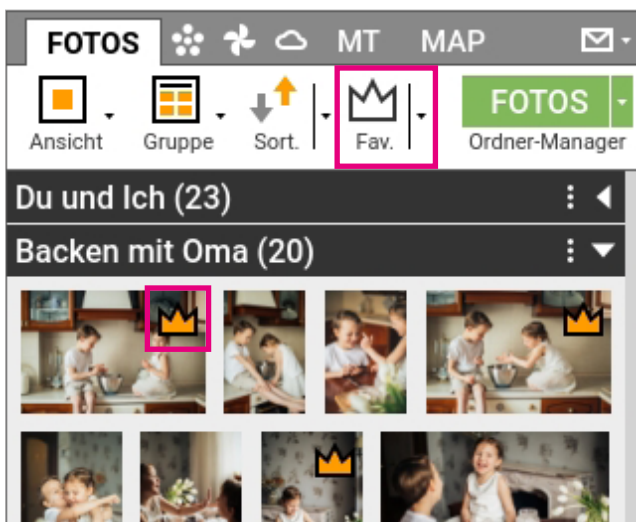 FOTOS MT MAP
Ansicht Gruppe Sort. Fav. FOTOS
Ordner-Manager
Du und Ich (23)
Backen mit Oma (20)